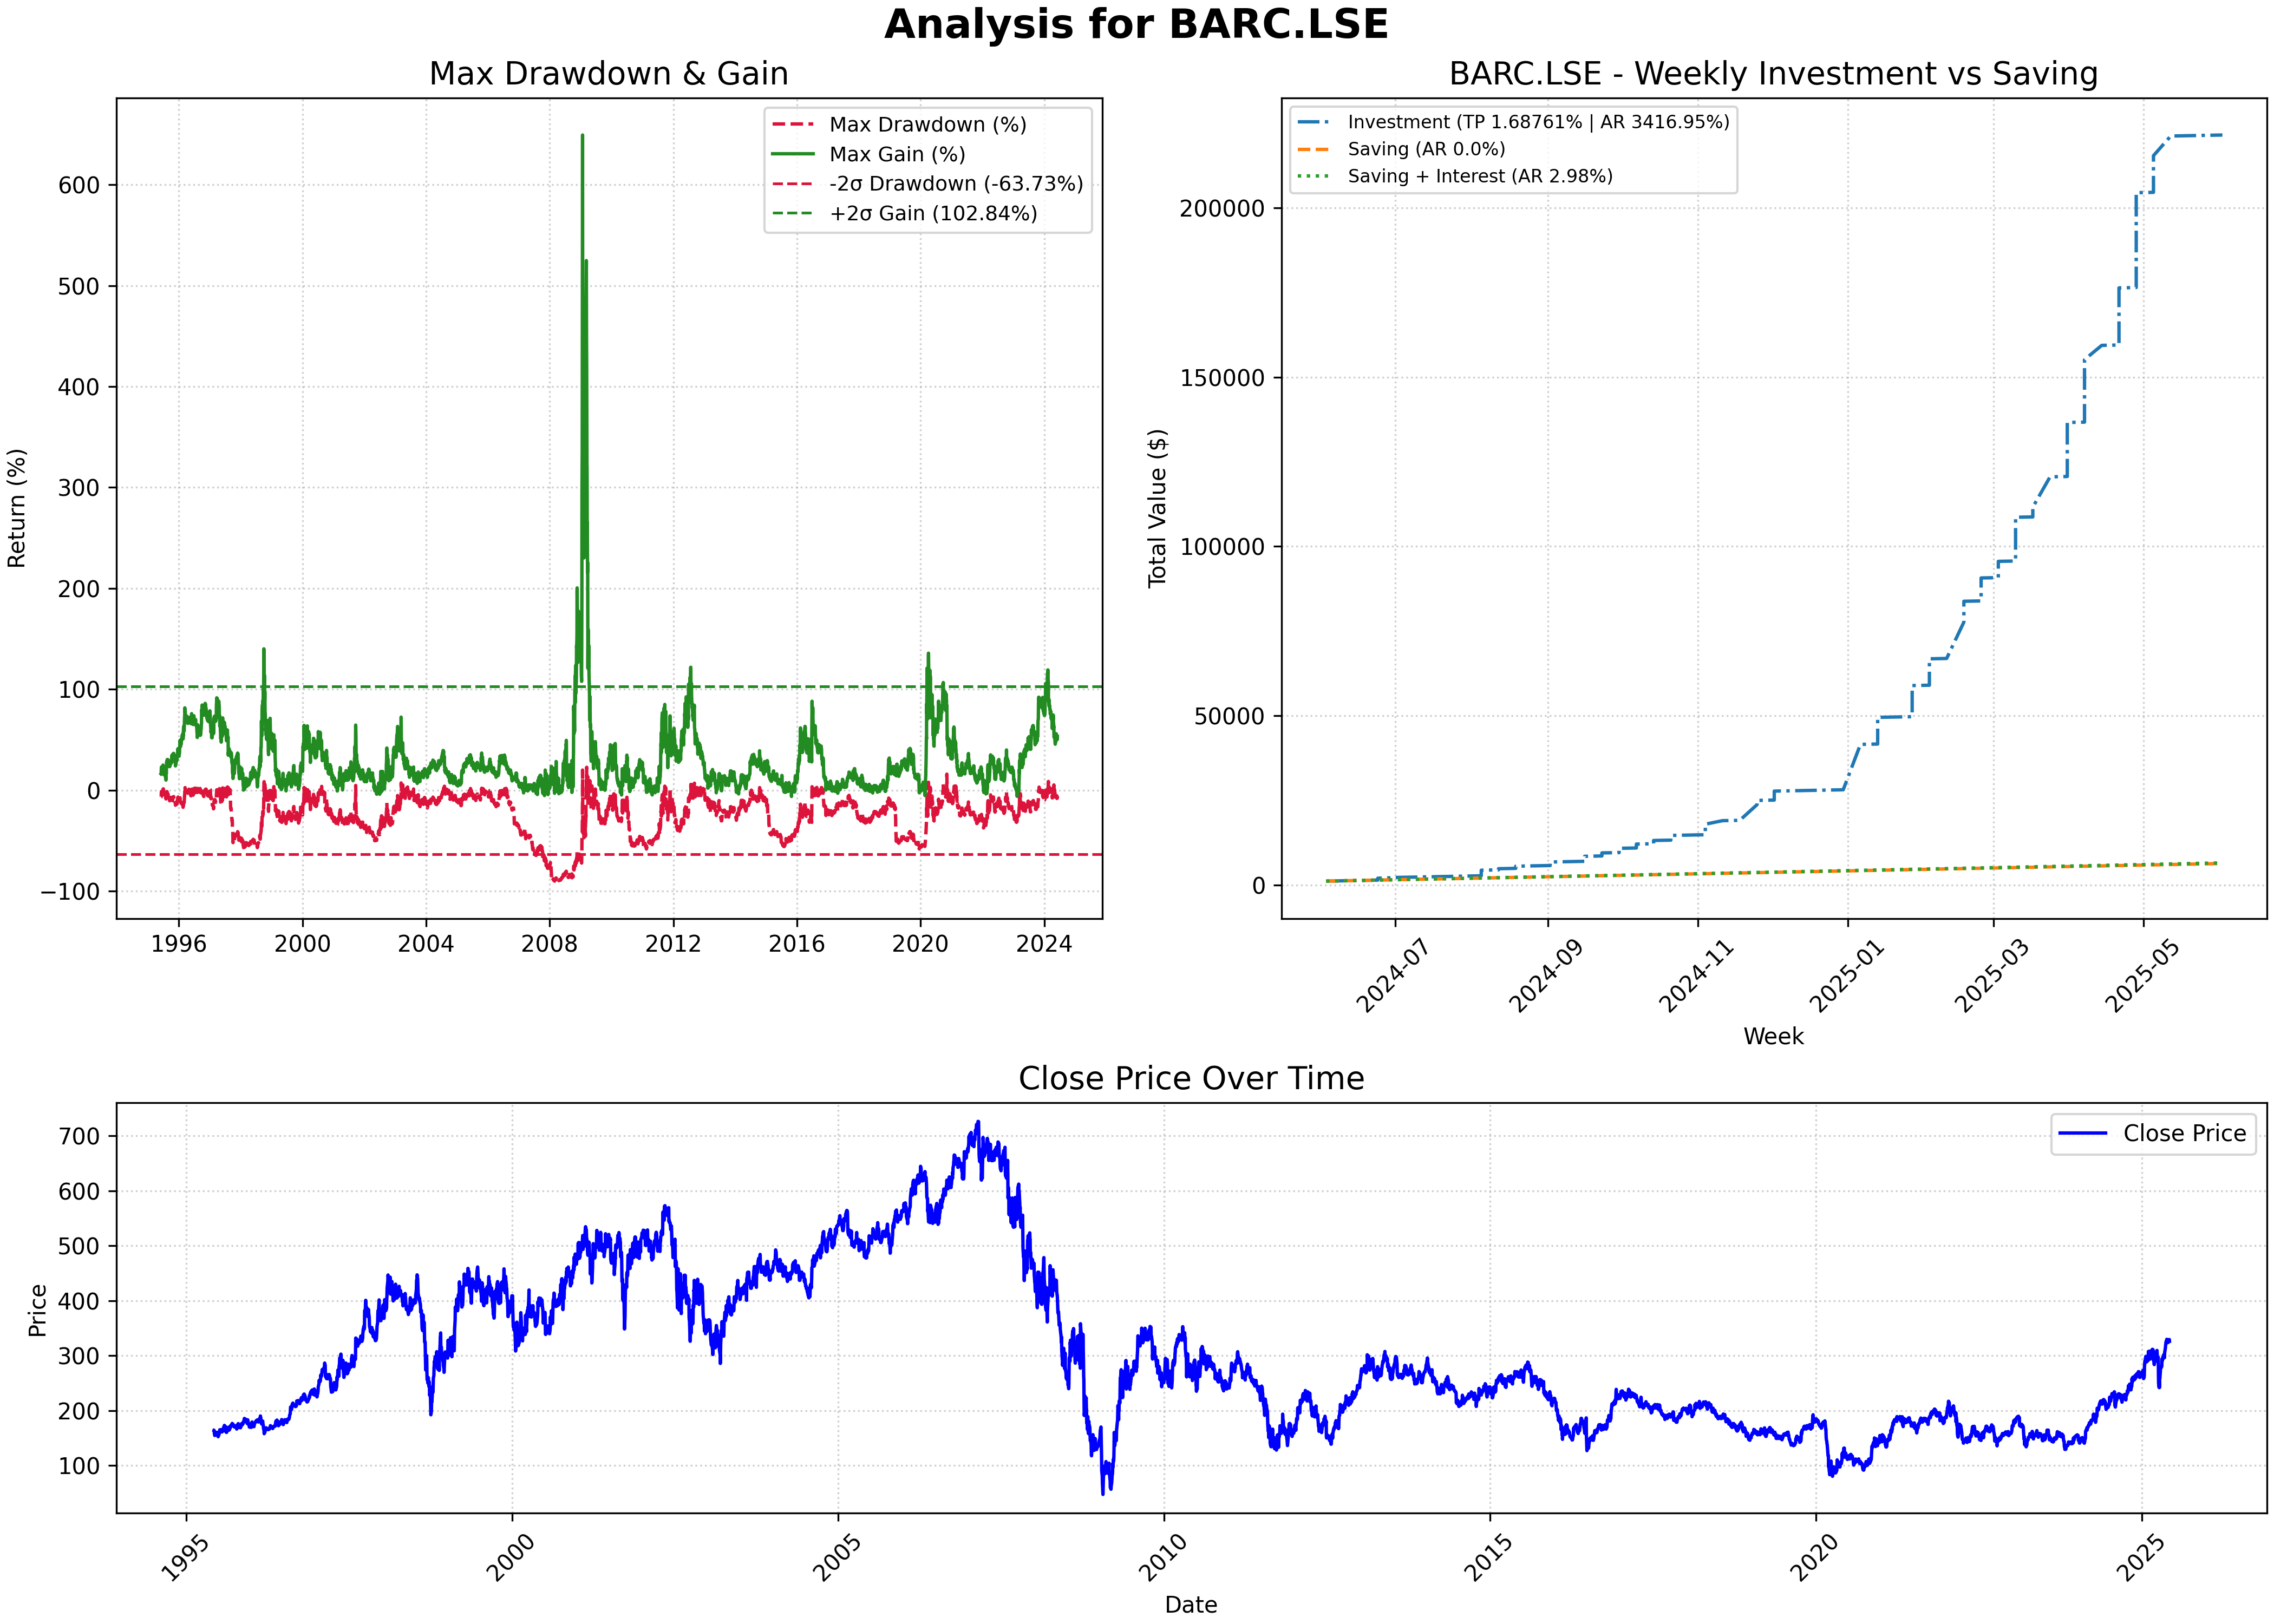 Analysis for BARC.LSE
Max Drawdown & Gain
Return (%)
600
500
400
300
200
100
0
−100
1996 2000 2004 2008 2012 2016 2020 2024
Max Drawdown (%)
Max Gain (%)
-2σ Drawdown (-63.73%)
+2σ Gain (102.84%)
BARC.LSE - Weekly Investment vs Saving
Total Value ($)
200000
150000
100000
50000
0
Investment (TP 1.68761% | AR 3416.95%)
Saving (AR 0.0%)
Saving + Interest (AR 2.98%)
2024-07 2024-09 2024-11 2025-01 2025-03 2025-05
Week
Close Price Over Time
Price
700
600
500
400
300
200
100
Close Price
1995 2000 2005 2010 2015 2020 2025
Date